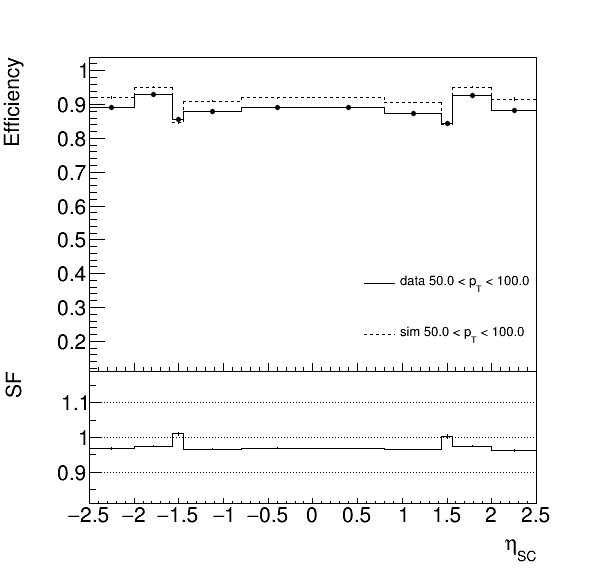 Efficiency
1
0.9
0.8
0.7
0.6
0.5
0.4
0.3
0.2
data 50.0 < p_T < 100.0
sim 50.0 < p_T < 100.0
SF
1.1
1
0.9
−2.5 −2 −1.5 −1 −0.5 0 0.5 1 1.5 2 2.5
η_SC